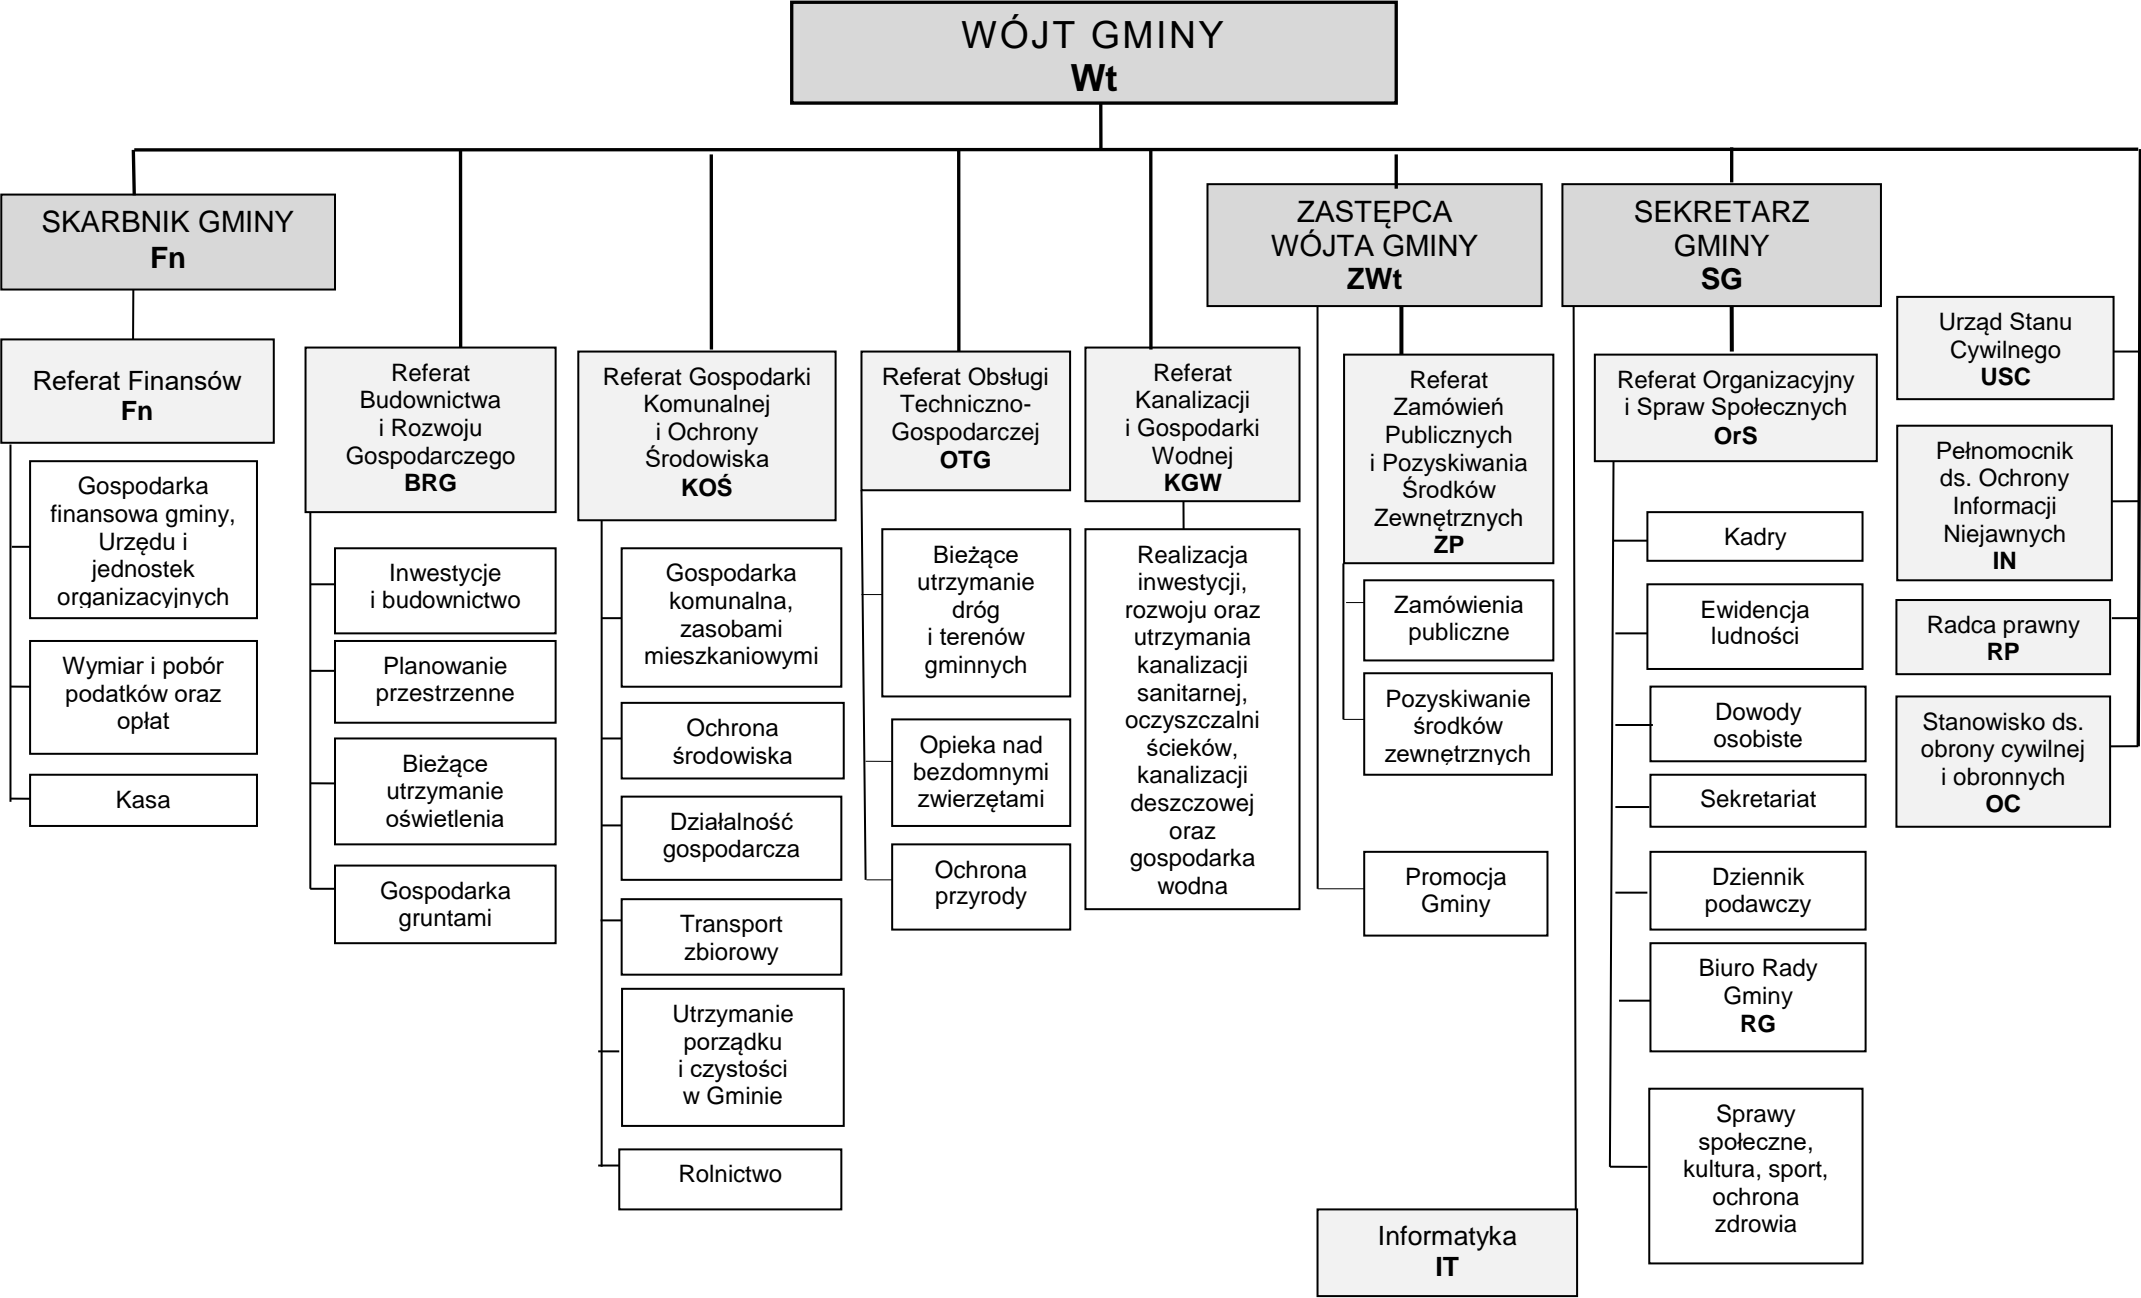 WÓJT GMINY
Wt
SKARBNIK GMINY
Fn
Referat Finansów
Fn
Gospodarka
finansowa gminy,
Urzędu i
jednostek
organizacyjnych
Wymiar i pobór
podatków oraz
opłat
Kasa
Referat
Budownictwa
i Rozwoju
Gospodarczego
BRG
Inwestycje
i budownictwo
Planowanie
przestrzenne
Bieżące
utrzymanie
oświetlenia
Gospodarka
gruntami
Referat Gospodarki
Komunalnej
i Ochrony
Środowiska
KOŚ
Gospodarka
komunalna,
zasobami
mieszkaniowymi
Ochrona
środowiska
Działalność
gospodarcza
Transport
zbiorowy
Utrzymanie
porządku
i czystości
w Gminie
Rolnictwo
Referat Obsługi
Techniczno-
Gospodarczej
OTG
Bieżące
utrzymanie
dróg
i terenów
gminnych
Opieka nad
bezdomnymi
zwierzętami
Ochrona
przyrody
Referat
Kanalizacji
i Gospodarki
Wodnej
KGW
Realizacja
inwestycji,
rozwoju oraz
utrzymania
kanalizacji
sanitarnej,
oczyszczalni
ścieków,
kanalizacji
deszczowej
oraz
gospodarka
wodna
ZASTĘPCA
WÓJTA GMINY
ZWt
Referat
Zamówień
Publicznych
i Pozyskiwania
Środków
Zewnętrznych
ZP
Zamówienia
publiczne
Pozyskiwanie
środków
zewnętrznych
Promocja
Gminy
SEKRETARZ
GMINY
SG
Referat Organizacyjny
i Spraw Społecznych
OrS
Kadry
Ewidencja
ludności
Dowody
osobiste
Sekretariat
Dziennik
podawczy
Biuro Rady
Gminy
RG
Sprawy
społeczne,
kultura, sport,
ochrona
zdrowia
Informatyka
IT
Urząd Stanu
Cywilnego
USC
Pełnomocnik
ds. Ochrony
Informacji
Niejawnych
IN
Radca prawny
RP
Stanowisko ds.
obrony cywilnej
i obronnych
OC